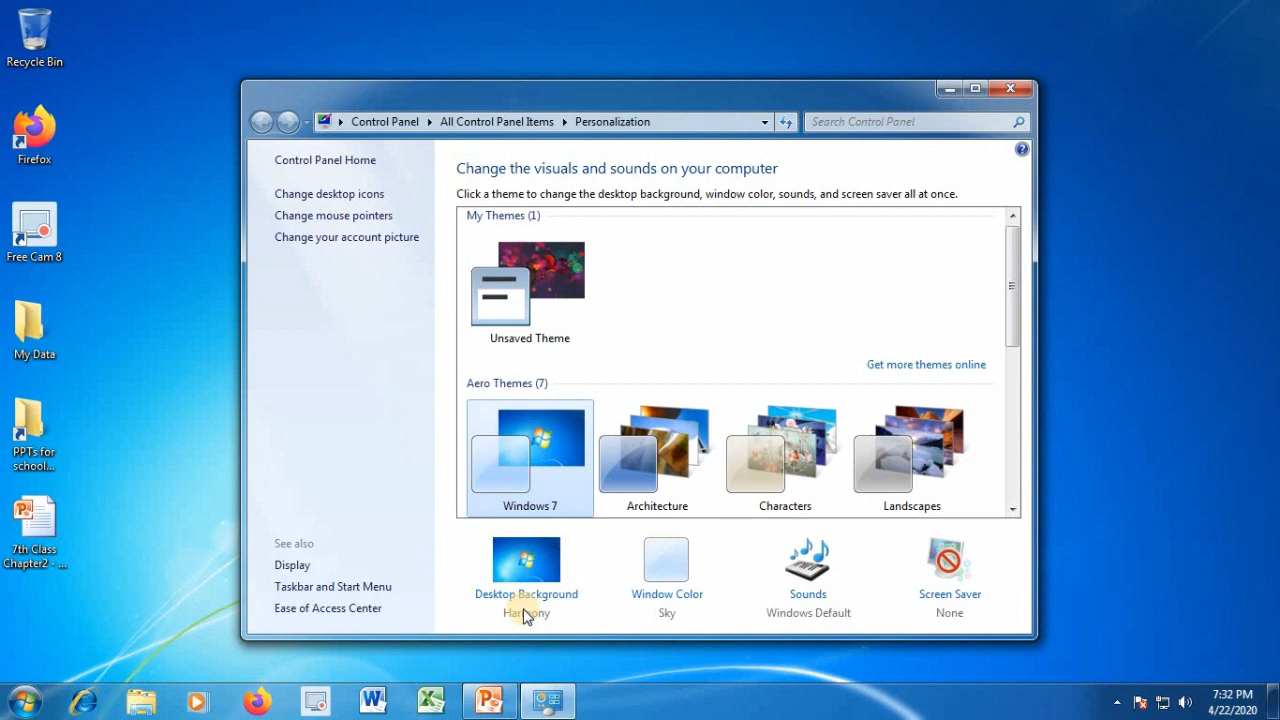 Recycle Bin
Firefox
Free Cam 8
My Data
PPTs for
school...
7th Class
Chapter2 - ...
Control Panel
All Control Panel Items
Personalization
Search Control Panel
Control Panel Home
Change desktop icons
Change mouse pointers
Change your account picture
See also
Display
Taskbar and Start Menu
Ease of Access Center
Change the visuals and sounds on your computer
Click a theme to change the desktop background, window color, sounds, and screen saver all at once.
My Themes (1)
Unsaved Theme
Get more themes online
Aero Themes (7)
Windows 7
Architecture
Characters
Landscapes
Desktop Background
Harmony
Window Color
Sky
Sounds
Windows Default
Screen Saver
None
7:32 PM
4/22/2020